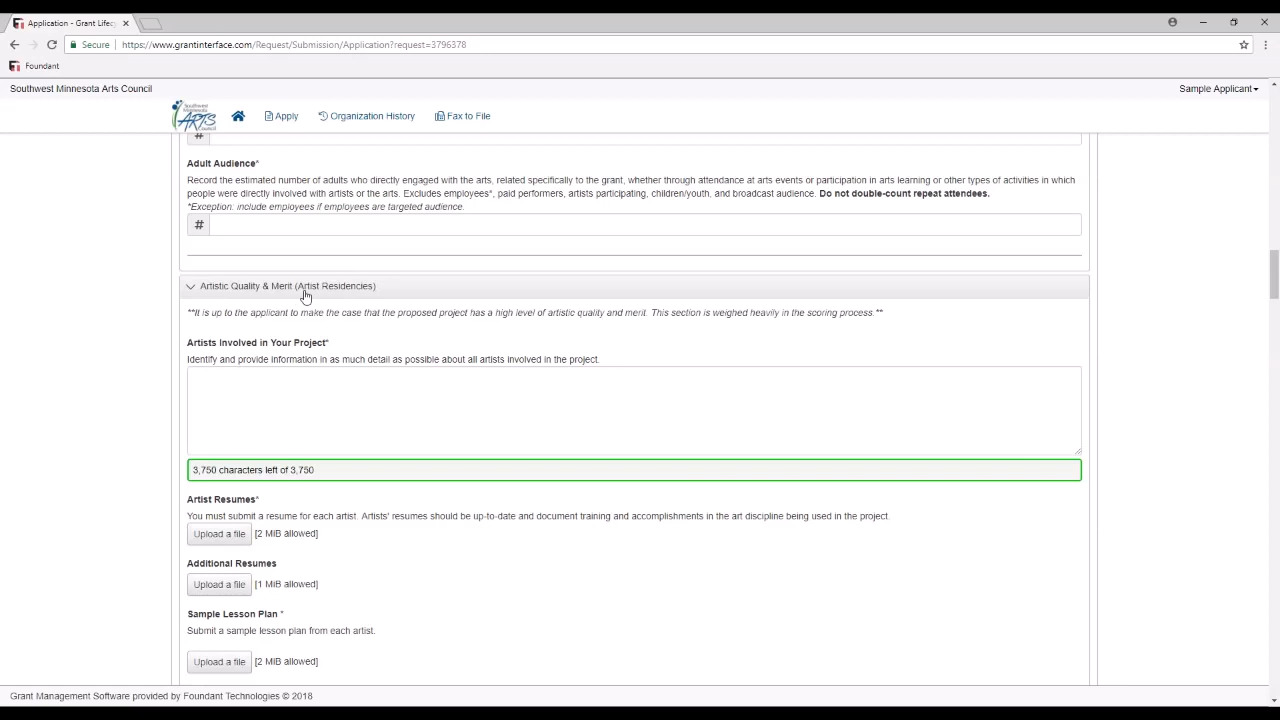 Application - Grant Lifec
Secure
https://www.grantinterface.com/Request/Submission/Application?request=3796378
Foundant
Southwest Minnesota Arts Council
Sample Applicant
Southwest
Minnesota
ARTS
Council
Apply
Organization History
Fax to File
#
Adult Audience*
Record the estimated number of adults who directly engaged with the arts, related specifically to the grant, whether through attendance at arts events or participation in arts learning or other types of activities in which
people were directly involved with artists or the arts. Excludes employees*, paid performers, artists participating, children/youth, and broadcast audience. Do not double-count repeat attendees.
*Exception: include employees if employees are targeted audience.
#
Artistic Quality & Merit (Artist Residencies)
**It is up to the applicant to make the case that the proposed project has a high level of artistic quality and merit. This section is weighed heavily in the scoring process.**
Artists Involved in Your Project*
Identify and provide information in as much detail as possible about all artists involved in the project.
3,750 characters left of 3,750
Artist Resumes*
You must submit a resume for each artist. Artists' resumes should be up-to-date and document training and accomplishments in the art discipline being used in the project.
Upload a file [2 MiB allowed]
Additional Resumes
Upload a file [1 MiB allowed]
Sample Lesson Plan *
Submit a sample lesson plan from each artist.
Upload a file [2 MiB allowed]
Grant Management Software provided by Foundant Technologies © 2018